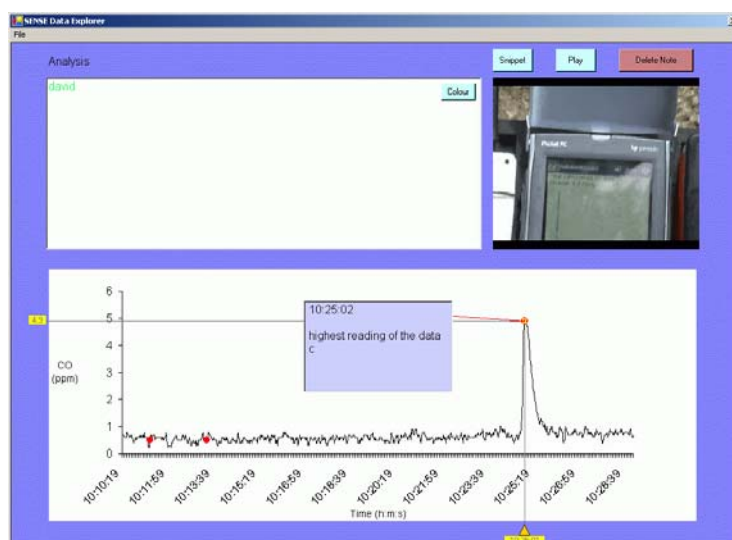 SENSE Data Explorer
File
Analysis
Snippet
Play
Delete Note
david
Colour
Pocket PC
6
5
4
3
2
1
0
4.9
CO
(ppm)
10:25:02
highest reading of the data
c
10:10:19
10:11:59
10:13:39
10:15:19
10:16:59
10:18:39
10:20:19
10:21:59
10:23:39
10:25:19
10:26:59
10:28:39
Time (h:m:s)